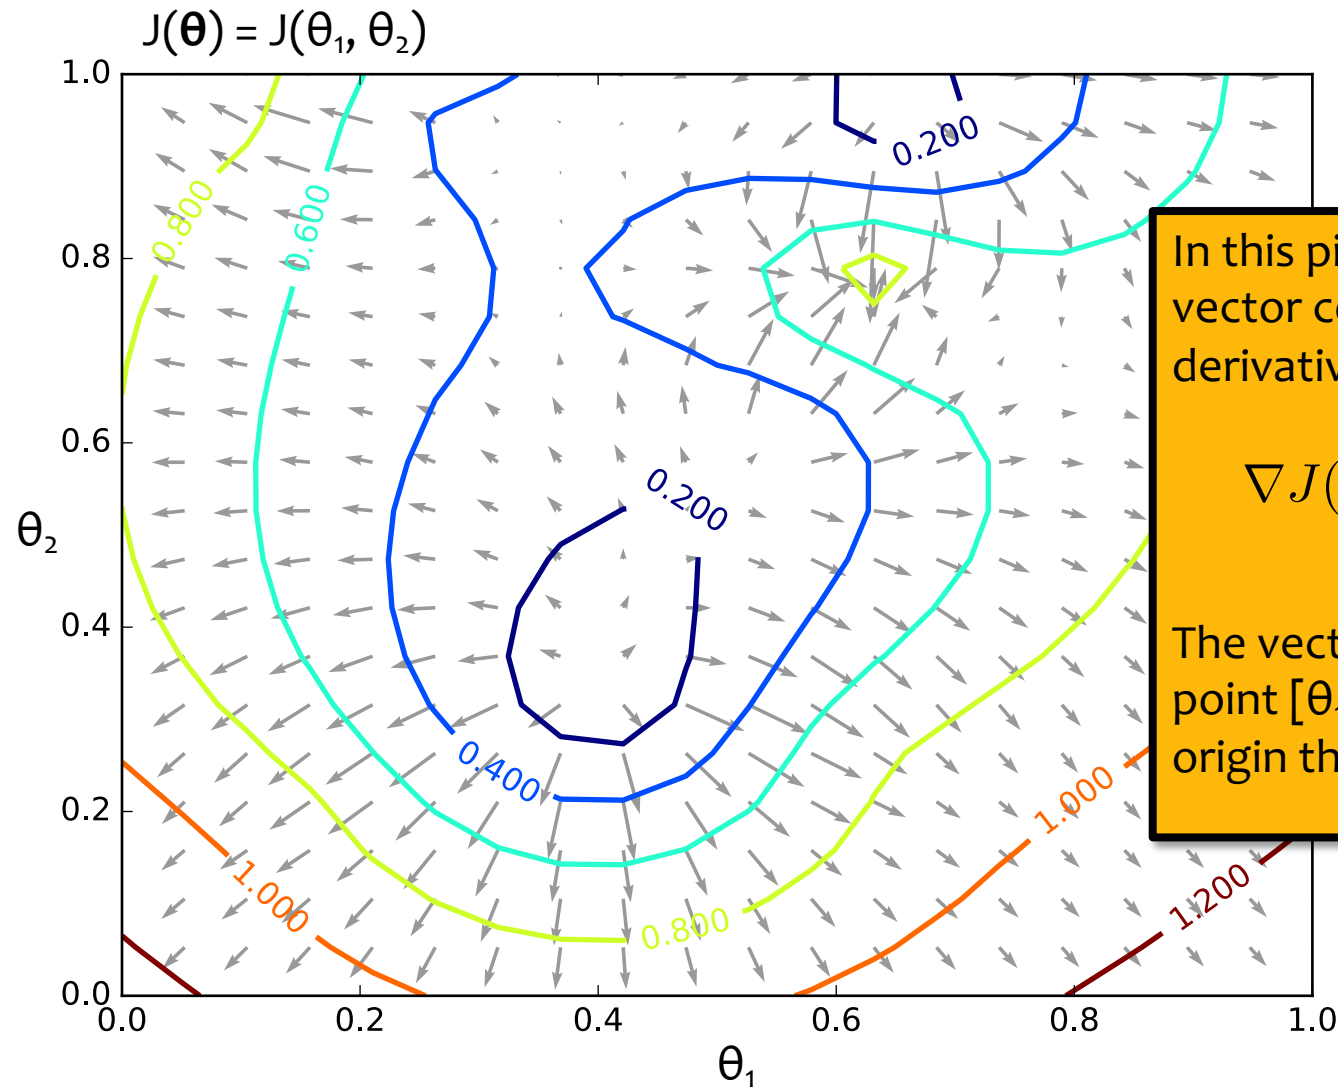 J(θ) = J(θ₁, θ₂)
1.0
0.8
0.6
0.4
0.2
0.0
θ₂
0.0 0.2 0.4 0.6 0.8 1.0
θ₁
0.800
0.600
0.200
0.200
0.400
1.000
0.800
1.000
1.200
In this pi
vector co
derivativ
∇J(
The vect
point [θ
origin th